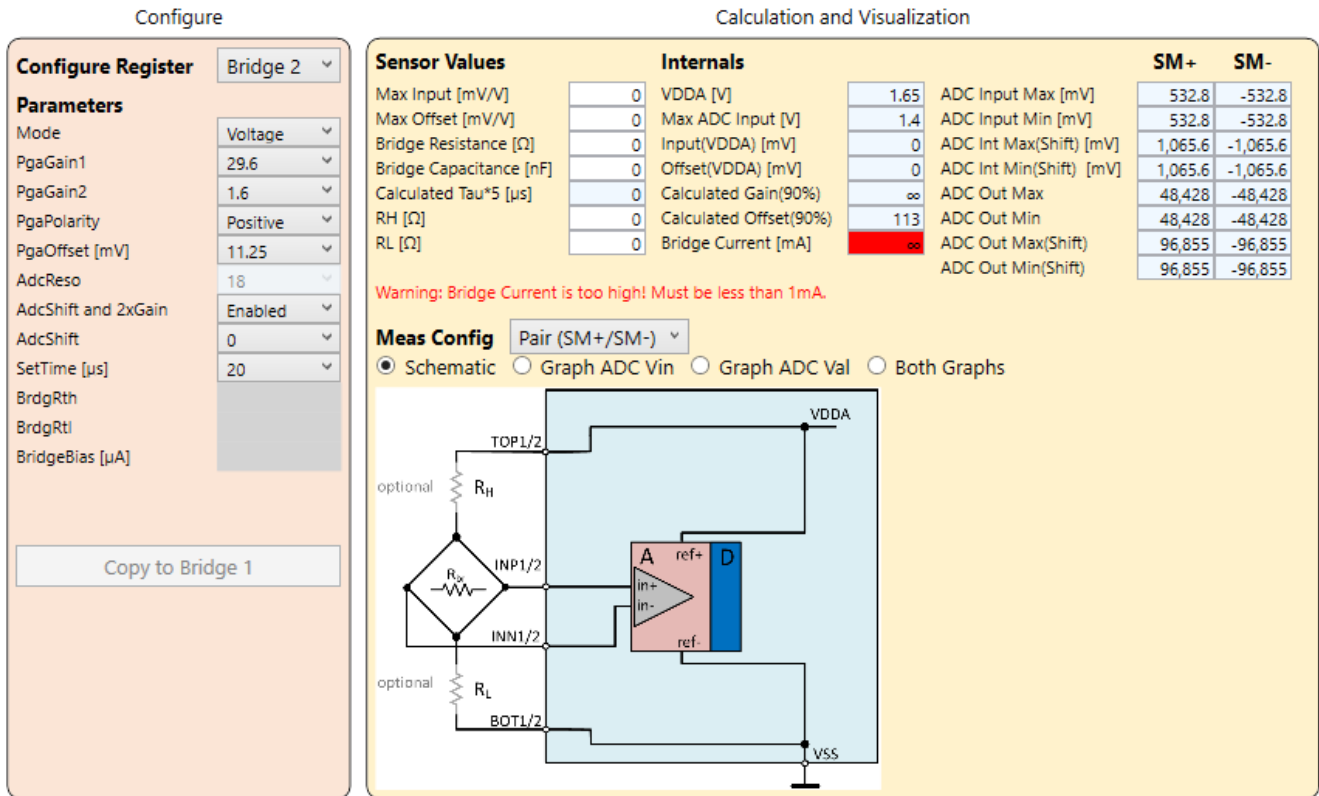 Configure
Calculation and Visualization
Configure Register Bridge 2
Parameters
Mode Voltage
PgaGain1 29.6
PgaGain2 1.6
PgaPolarity Positive
PgaOffset [mV] 11.25
AdcReso 18
AdcShift and 2xGain Enabled
AdcShift 0
SetTime [µs] 20
BrdgRth
BrdgRtl
BridgeBias [µA]
Copy to Bridge 1
Sensor Values Internals SM+ SM-
Max Input [mV/V] 0 VDDA [V] 1.65 ADC Input Max [mV] 532.8 -532.8
Max Offset [mV/V] 0 Max ADC Input [V] 1.4 ADC Input Min [mV] 532.8 -532.8
Bridge Resistance [Ω] 0 Input(VDDA) [mV] 0 ADC Int Max(Shift) [mV] 1,065.6 -1,065.6
Bridge Capacitance [nF] 0 Offset(VDDA) [mV] 0 ADC Int Min(Shift) [mV] 1,065.6 -1,065.6
Calculated Tau*5 [µs] 0 Calculated Gain(90%) ∞ ADC Out Max 48,428 -48,428
RH [Ω] 0 Calculated Offset(90%) 113 ADC Out Min 48,428 -48,428
RL [Ω] 0 Bridge Current [mA] ∞ ADC Out Max(Shift) 96,855 -96,855
ADC Out Min(Shift) 96,855 -96,855
Warning: Bridge Current is too high! Must be less than 1mA.
Meas Config Pair (SM+/SM-)
Schematic Graph ADC Vin Graph ADC Val Both Graphs
VDDA
TOP1/2
optional RH
A ref+ D
INP1/2
Rbr
in+
in-
INN1/2
ref-
optional RL
BOT1/2
VSS